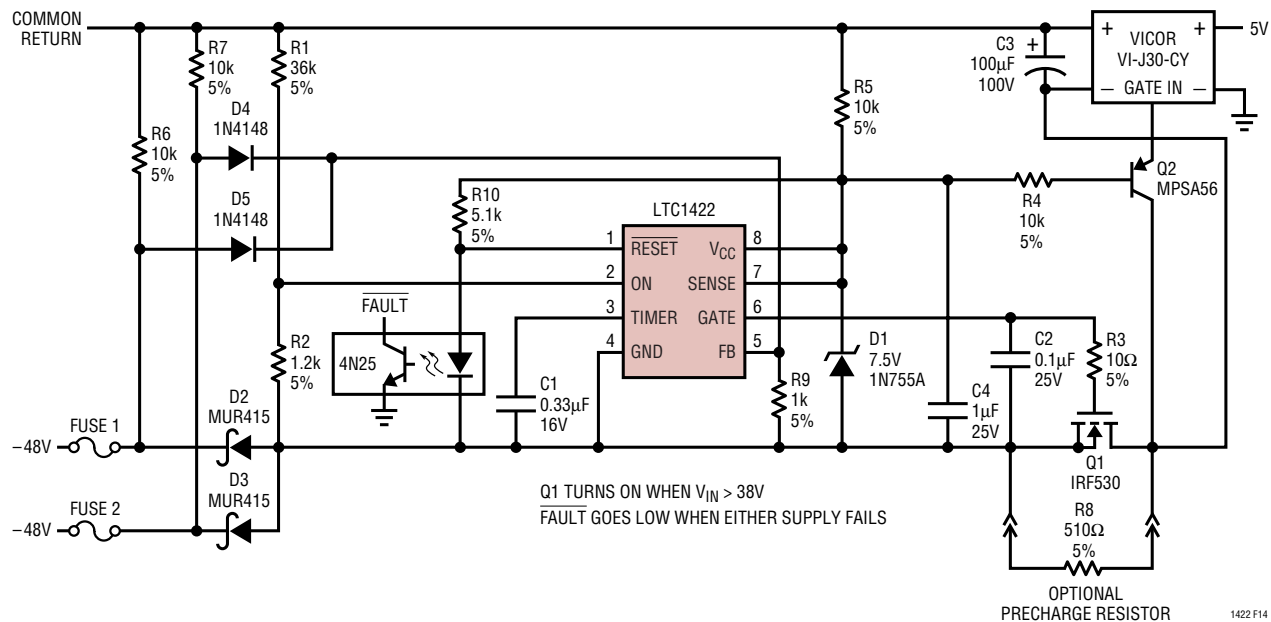 COMMON
RETURN
R7
10k
5%
R1
36k
5%
C3
+
100µF
100V
+ +
VICOR
VI-J30-CY
– GATE IN –
5V
D4
1N4148
R6
10k
5%
R5
10k
5%
D5
1N4148
R10
5.1k
5%
LTC1422
R4
10k
5%
Q2
MPSA56
1
RESET
VCC
8
2
ON
SENSE
7
3
TIMER
GATE
6
4
GND
FB
5
FAULT
4N25
R2
1.2k
5%
C1
0.33µF
16V
R9
1k
5%
D1
7.5V
1N755A
C4
1µF
25V
C2
0.1µF
25V
R3
10Ω
5%
D2
MUR415
FUSE 1
–48V
D3
MUR415
FUSE 2
–48V
Q1
IRF530
Q1 TURNS ON WHEN VIN > 38V
FAULT GOES LOW WHEN EITHER SUPPLY FAILS
R8
510Ω
5%
OPTIONAL
PRECHARGE RESISTOR
1422 F14